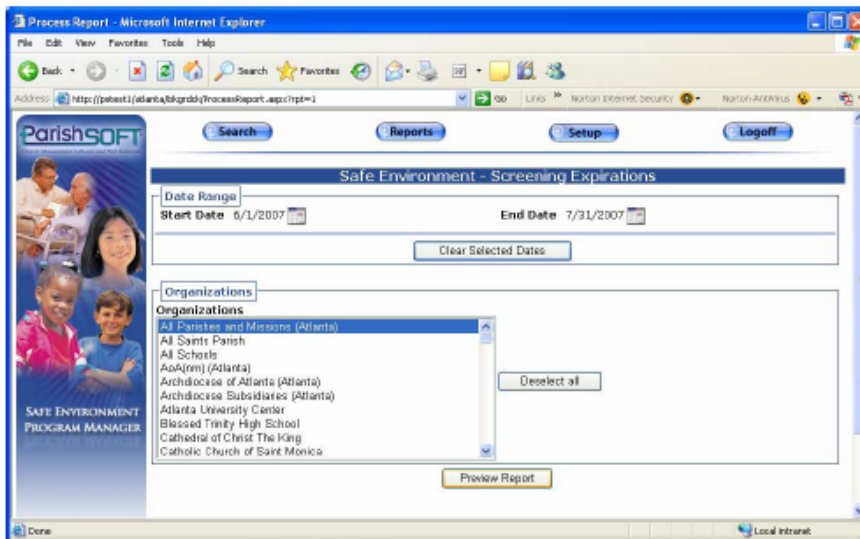 Process Report - Microsoft Internet Explorer
File Edit View Favorites Tools Help
Back Search Favorites
Address http://pstest1/atlanta/bkgrddk/ProcessReport.aspx?rpt=1 Go Links Norton Internet Security Norton AntiVirus
ParishSOFT
Search Reports Setup Logoff
Safe Environment - Screening Expirations
Date Range
Start Date 6/1/2007 End Date 7/31/2007
Clear Selected Dates
Organizations
Organizations
All Parishes and Missions (Atlanta)
All Saints Parish
All Schools
AoA(nm) (Atlanta)
Archdiocese of Atlanta (Atlanta)
Archdiocese Subsidiaries (Atlanta)
Atlanta University Center
Blessed Trinity High School
Cathedral of Christ The King
Catholic Church of Saint Monica
Deselect all
SAFE ENVIRONMENT
PROGRAM MANAGER
Preview Report
Done Local intranet